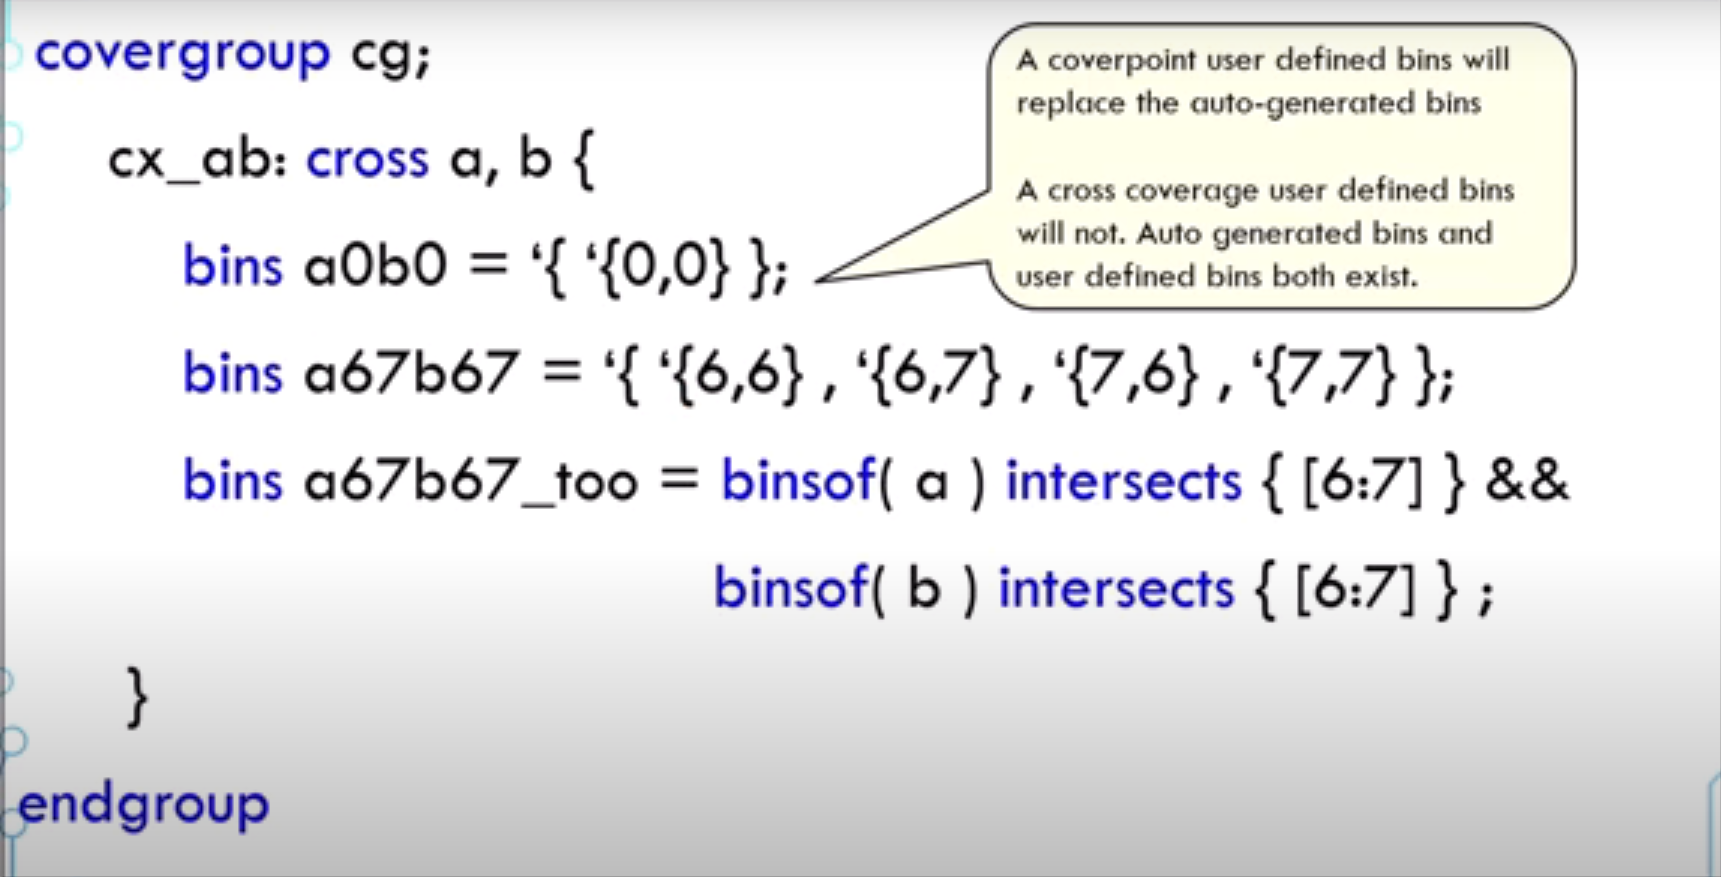 covergroup cg;
cx_ab: cross a, b {
bins a0b0 = ‘{ ‘{0,0} };
bins a67b67 = ‘{ ‘{6,6} , ‘{6,7} , ‘{7,6} , ‘{7,7} };
bins a67b67_too = binsof( a ) intersects { [6:7] } &&
binsof( b ) intersects { [6:7] } ;
}
endgroup
A coverpoint user defined bins will
replace the auto-generated bins
A cross coverage user defined bins
will not. Auto generated bins and
user defined bins both exist.